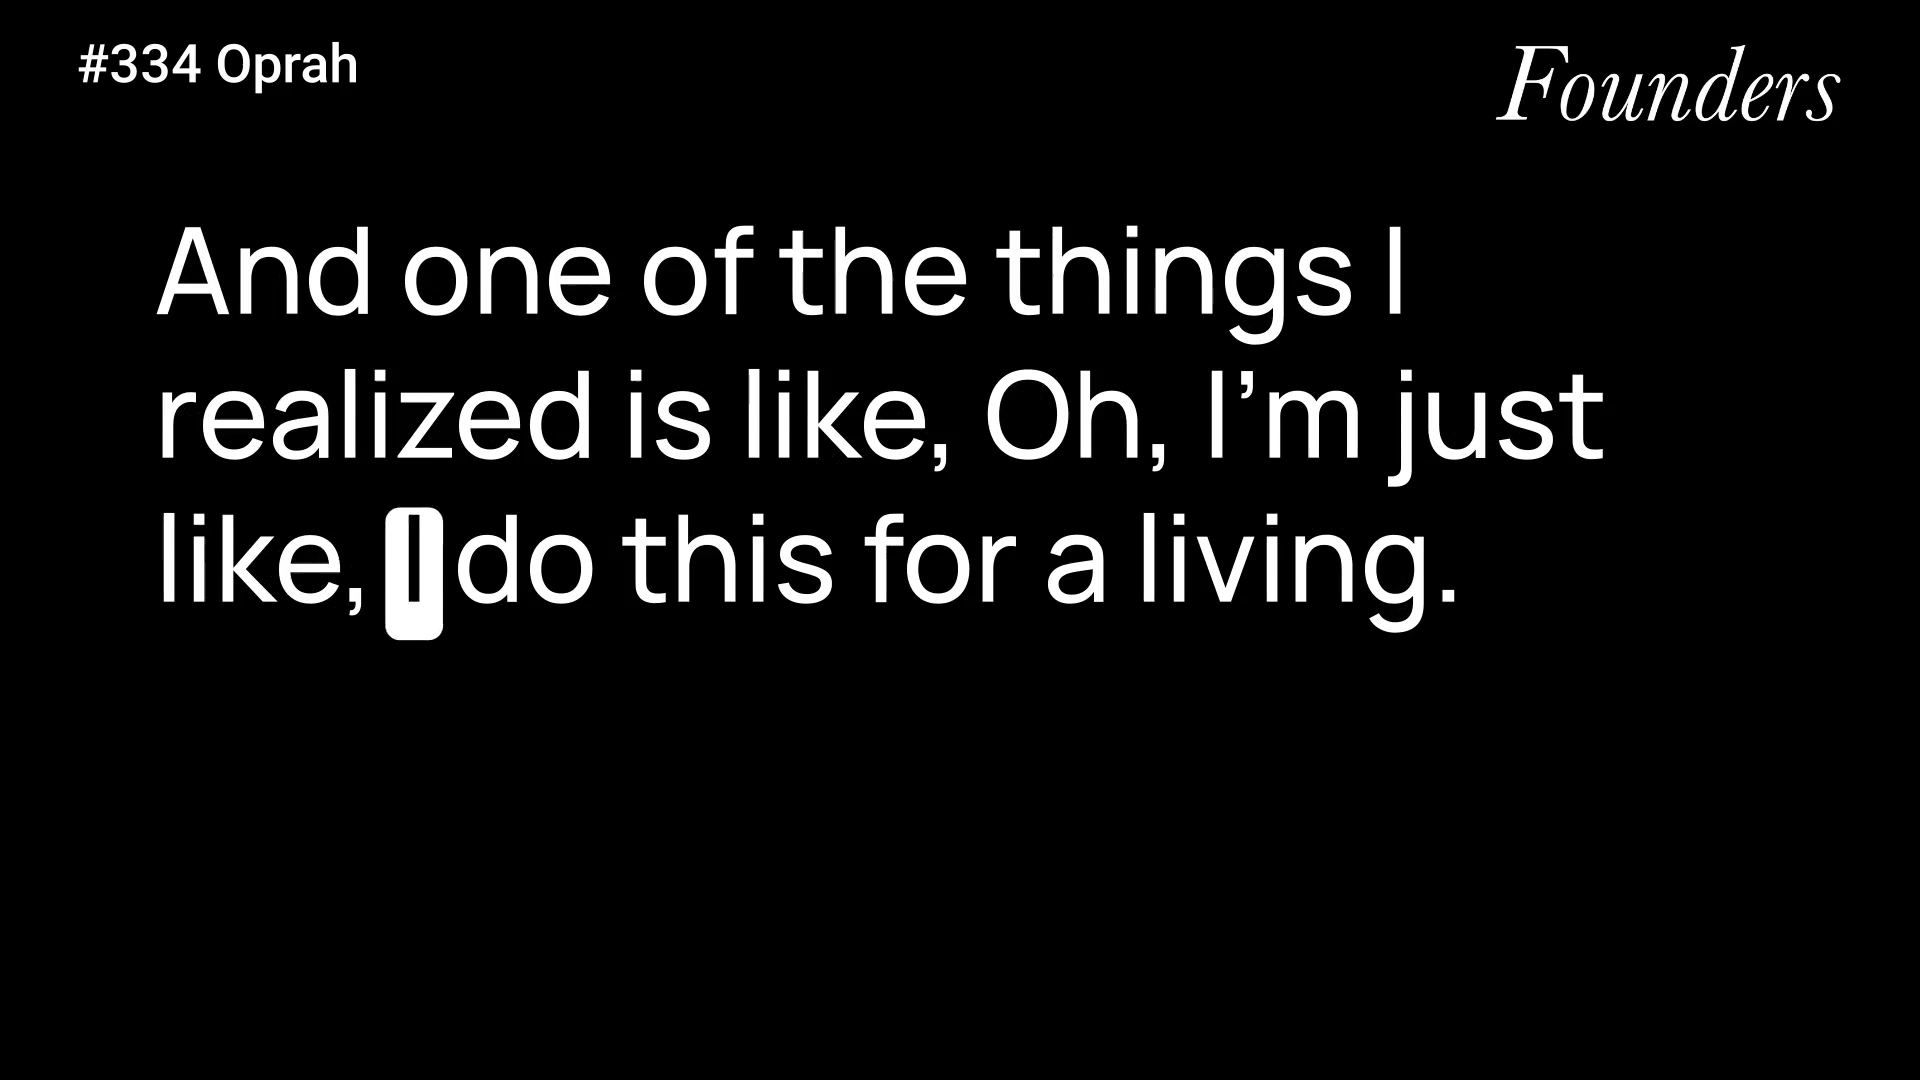 #334 Oprah
Founders
And one of the things I
realized is like, Oh, I’m just
like, I do this for a living.